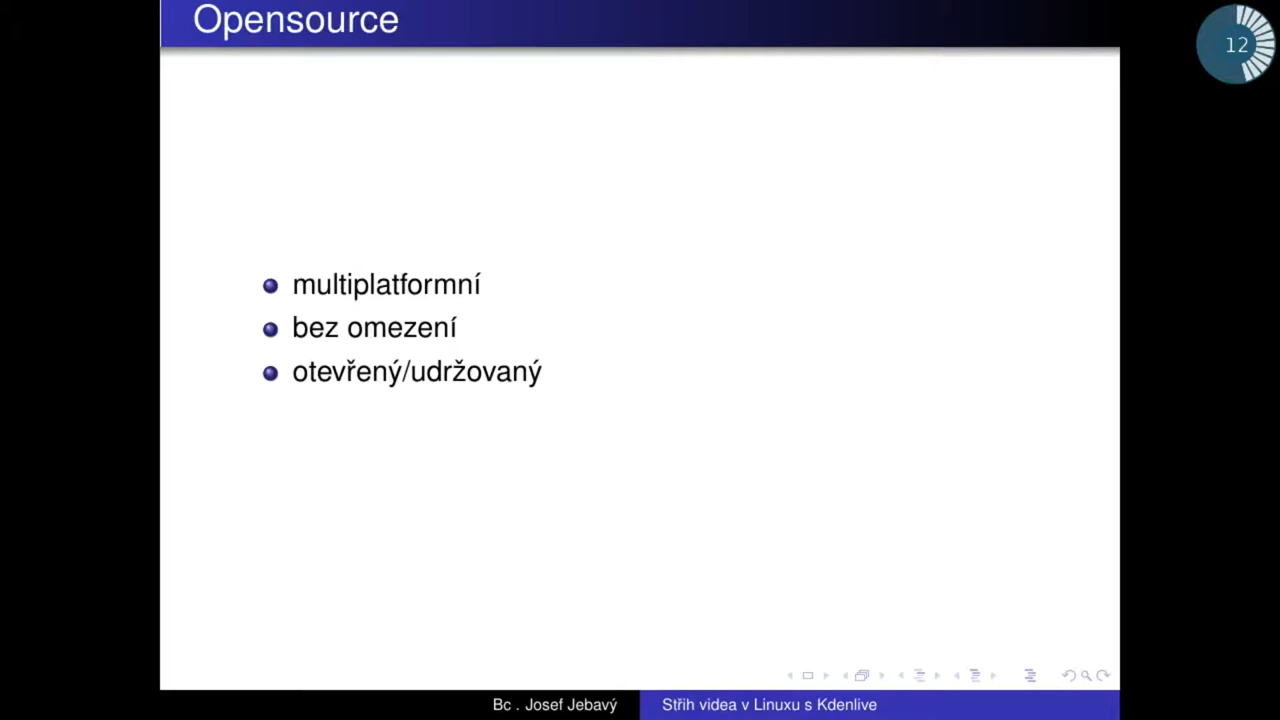 Opensource
12
multiplatformní
bez omezení
otevřený/udržovaný
Bc . Josef Jebavý
Střih videa v Linuxu s Kdenlive